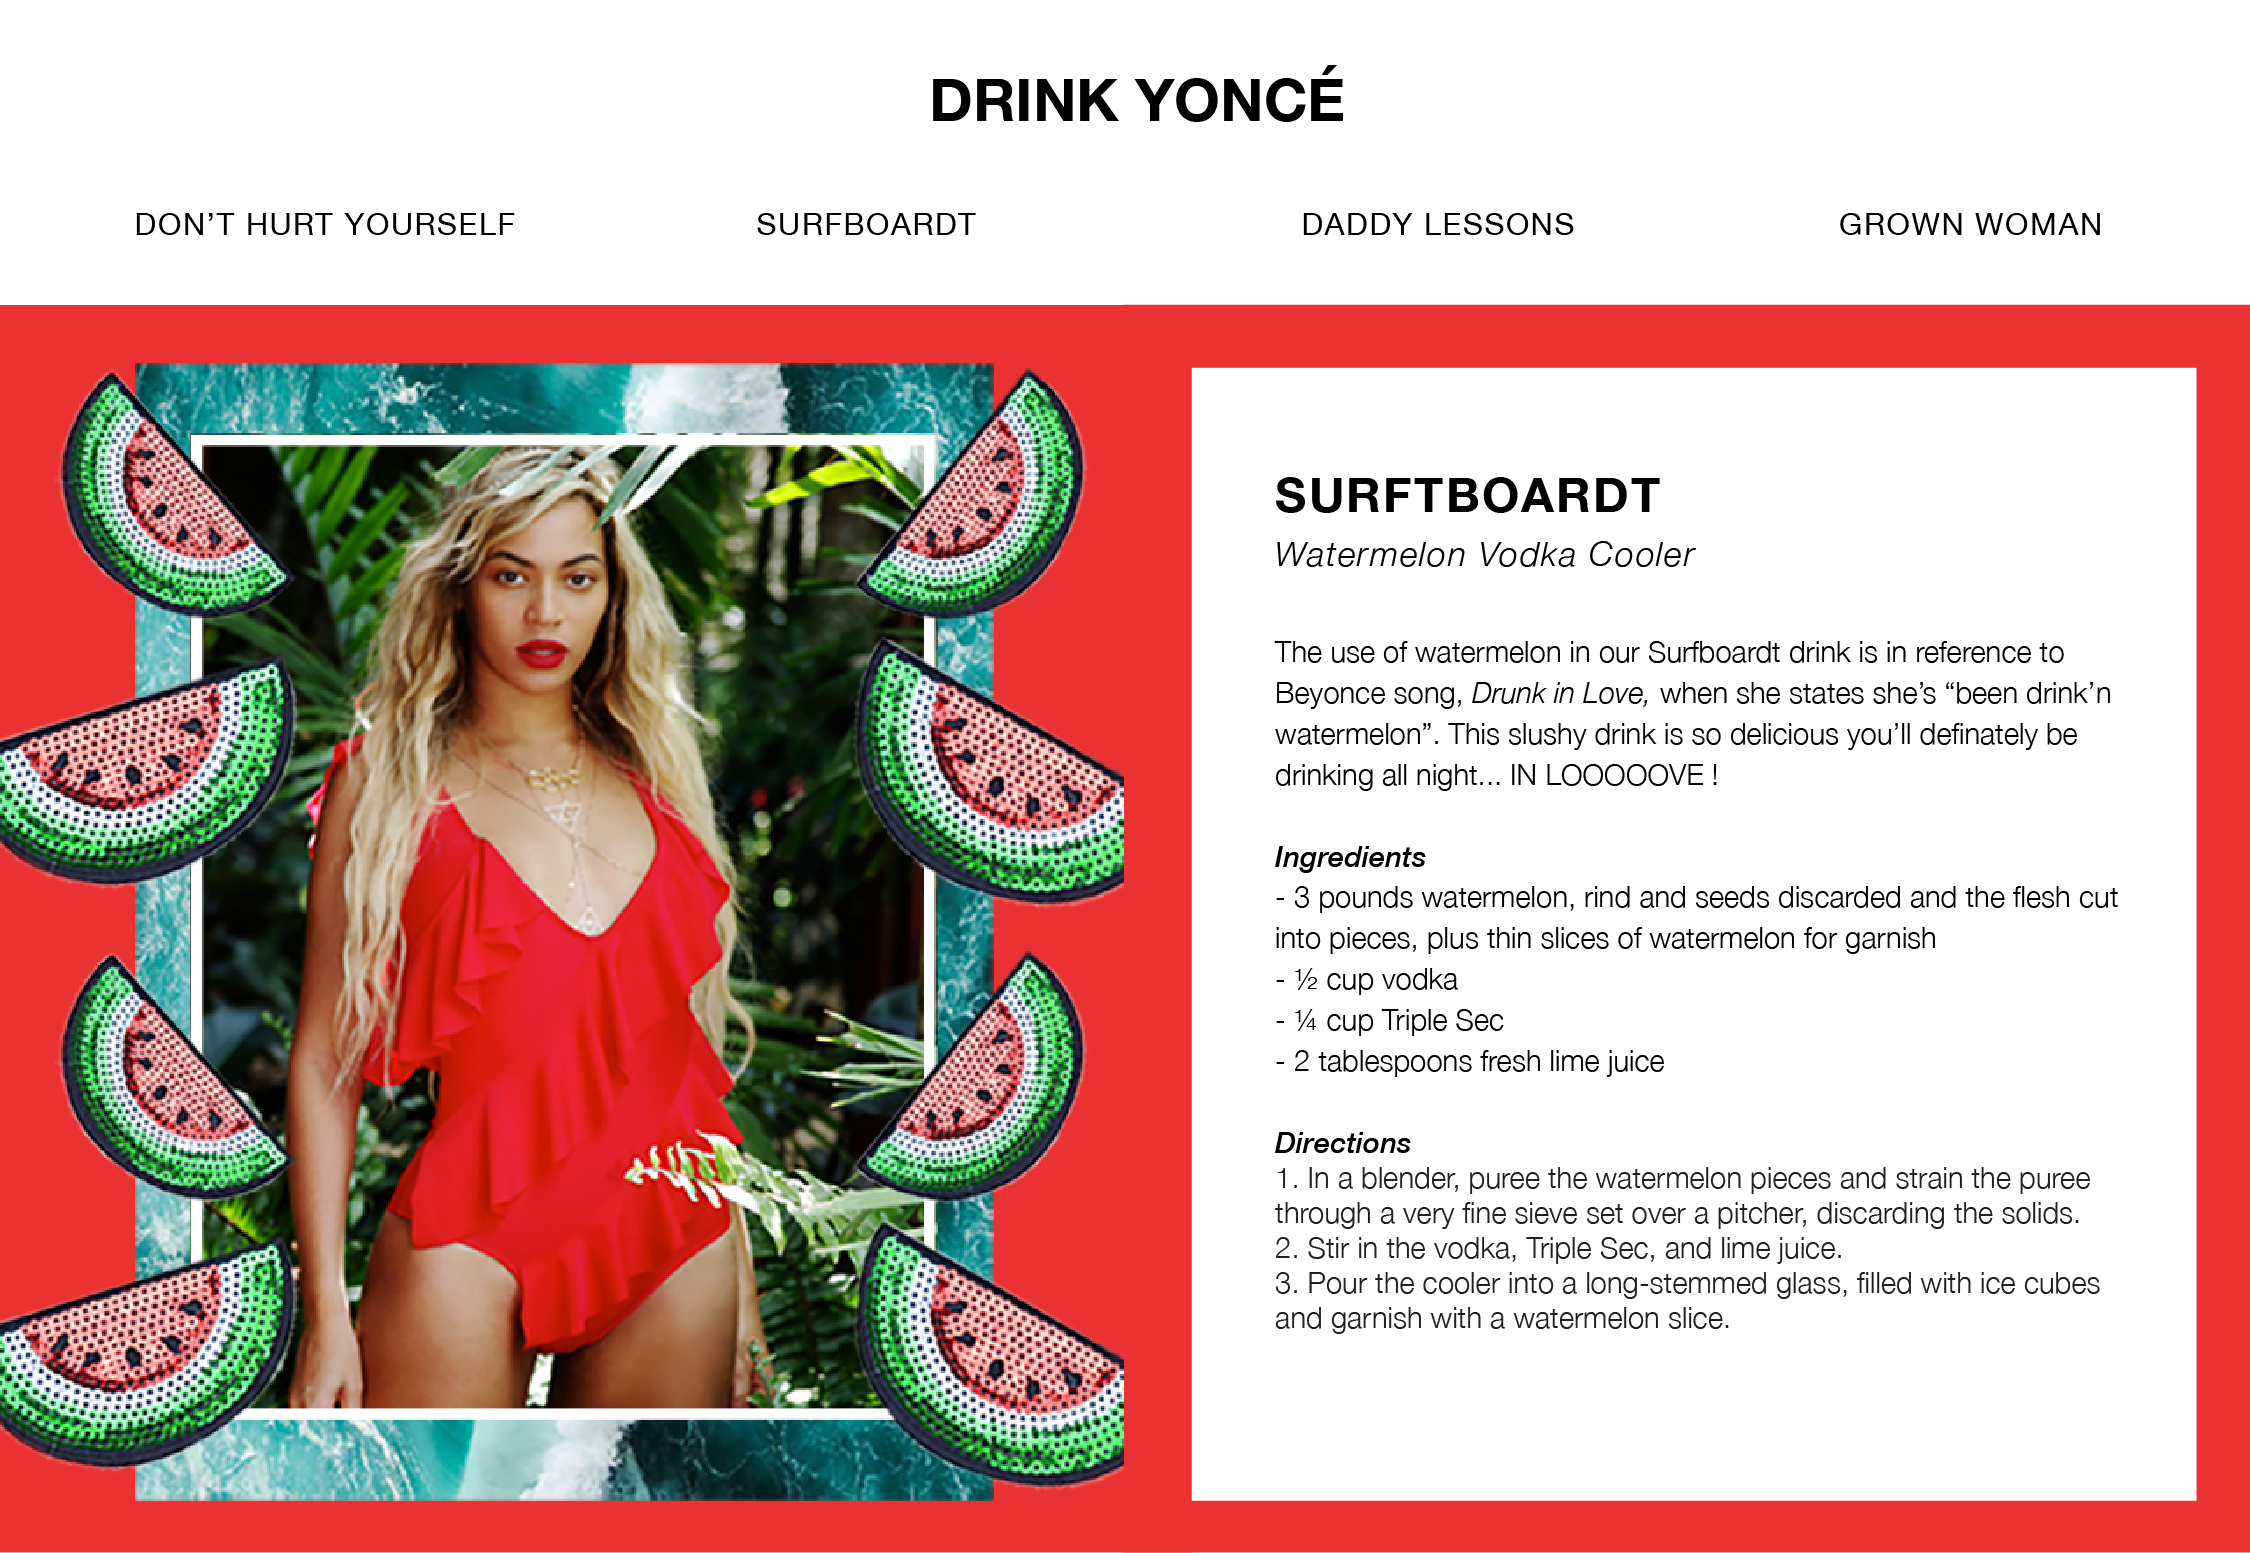 DRINK YONCÉ
DON’T HURT YOURSELF
SURFBOARDT
DADDY LESSONS
GROWN WOMAN
SURFTBOARDT
Watermelon Vodka Cooler
The use of watermelon in our Surfboardt drink is in reference to
Beyonce song, Drunk in Love, when she states she’s “been drink’n
watermelon”. This slushy drink is so delicious you’ll definately be
drinking all night... IN LOOOOOVE !
Ingredients
- 3 pounds watermelon, rind and seeds discarded and the flesh cut
into pieces, plus thin slices of watermelon for garnish
- ½ cup vodka
- ¼ cup Triple Sec
- 2 tablespoons fresh lime juice
Directions
1. In a blender, puree the watermelon pieces and strain the puree
through a very fine sieve set over a pitcher, discarding the solids.
2. Stir in the vodka, Triple Sec, and lime juice.
3. Pour the cooler into a long-stemmed glass, filled with ice cubes
and garnish with a watermelon slice.